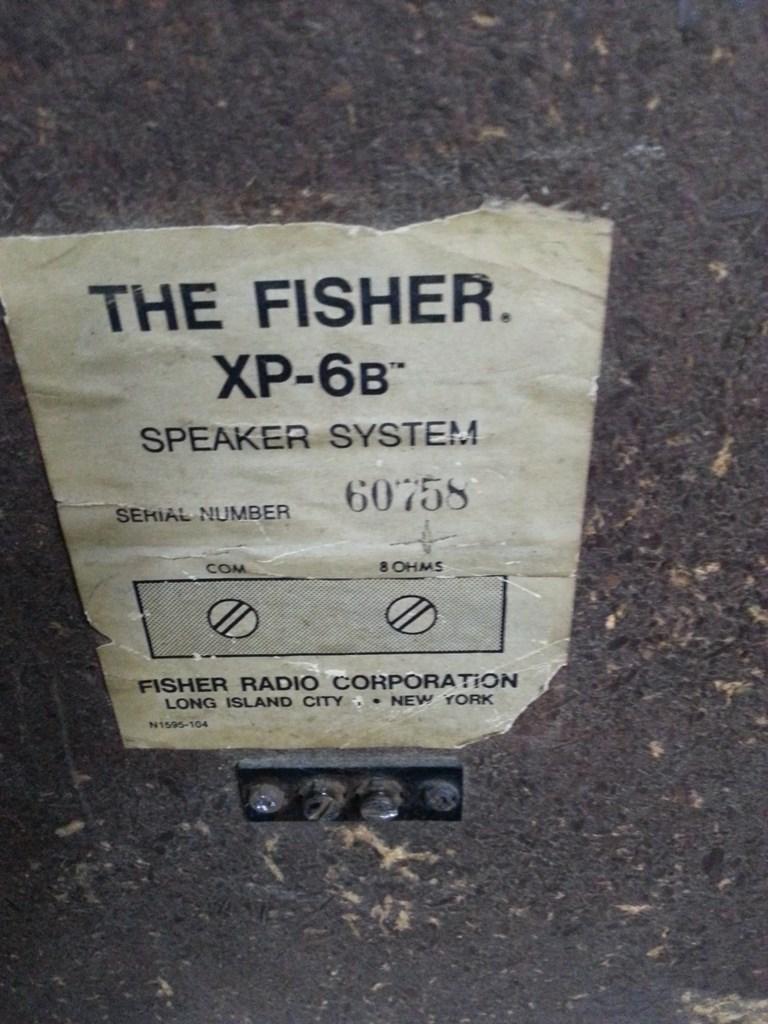 THE FISHER®
XP-6B™
SPEAKER SYSTEM
SERIAL NUMBER 60758
COM 8 OHMS
FISHER RADIO CORPORATION
LONG ISLAND CITY • NEW YORK
N1595-104